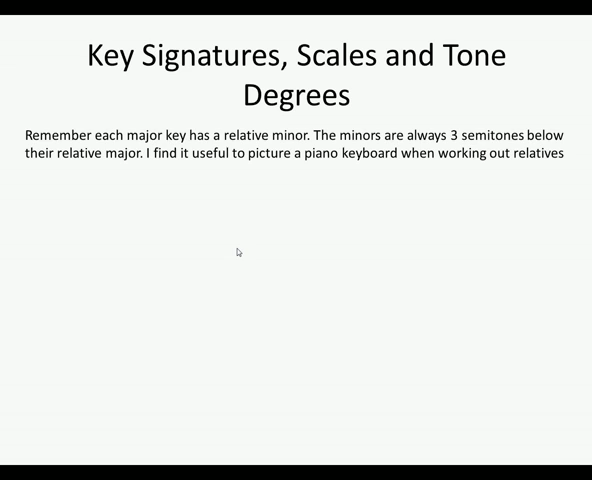 Key Signatures, Scales and Tone
Degrees
Remember each major key has a relative minor. The minors are always 3 semitones below
their relative major. I find it useful to picture a piano keyboard when working out relatives